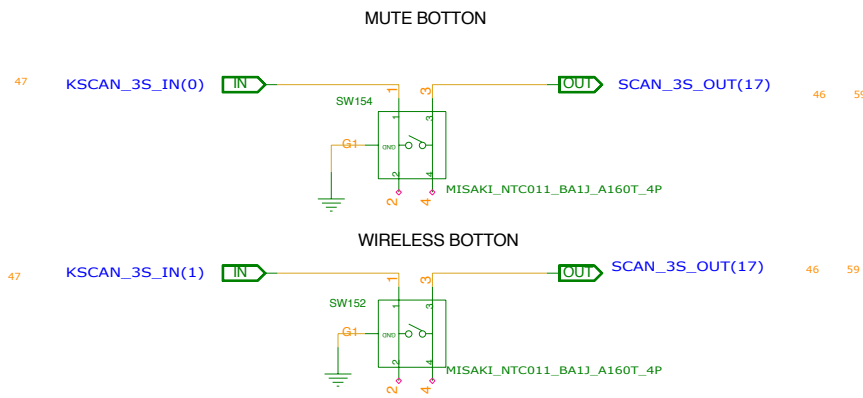 MUTE BOTTON
47 KSCAN_3S_IN(0) IN 1 3 OUT SCAN_3S_OUT(17) 46 59
SW154
1 3
G1 GND
2 4
MISAKI_NTC011_BA1J_A160T_4P
2 4
WIRELESS BOTTON
47 KSCAN_3S_IN(1) IN 1 3 OUT SCAN_3S_OUT(17) 46 59
SW152
1 3
G1 GND
2 4
MISAKI_NTC011_BA1J_A160T_4P
2 4